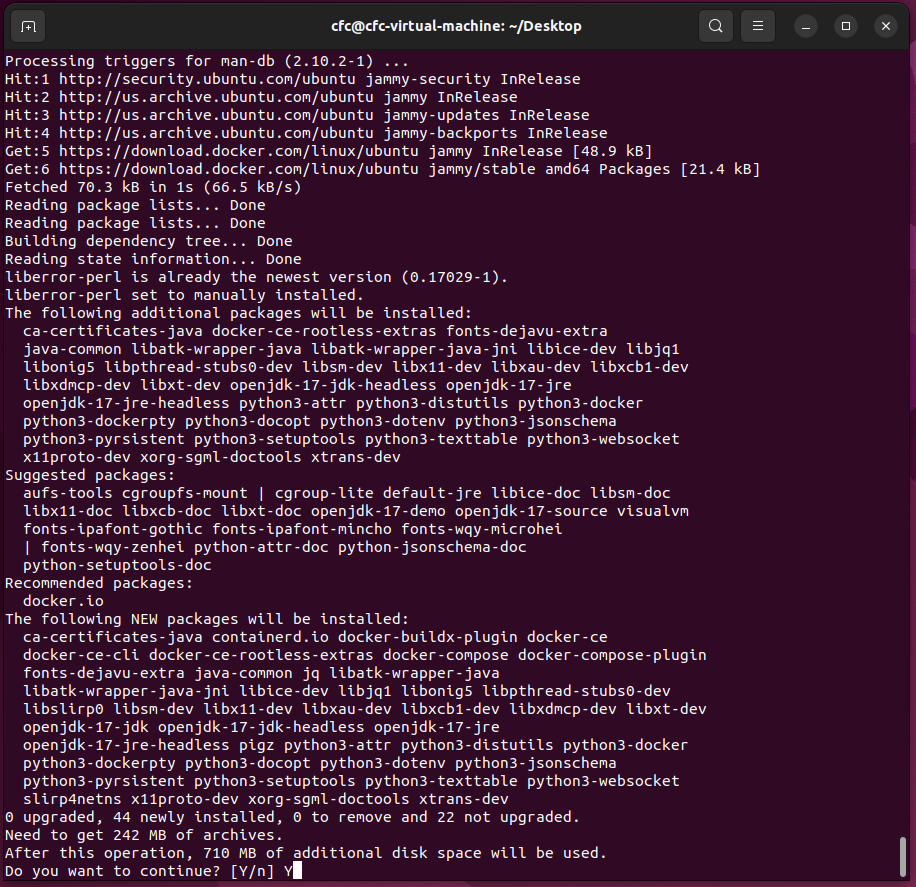 cfc@cfc-virtual-machine: ~/Desktop
Processing triggers for man-db (2.10.2-1) ...
Hit:1 http://security.ubuntu.com/ubuntu jammy-security InRelease
Hit:2 http://us.archive.ubuntu.com/ubuntu jammy InRelease
Hit:3 http://us.archive.ubuntu.com/ubuntu jammy-updates InRelease
Hit:4 http://us.archive.ubuntu.com/ubuntu jammy-backports InRelease
Get:5 https://download.docker.com/linux/ubuntu jammy InRelease [48.9 kB]
Get:6 https://download.docker.com/linux/ubuntu jammy/stable amd64 Packages [21.4 kB]
Fetched 70.3 kB in 1s (66.5 kB/s)
Reading package lists... Done
Reading package lists... Done
Building dependency tree... Done
Reading state information... Done
liberror-perl is already the newest version (0.17029-1).
liberror-perl set to manually installed.
The following additional packages will be installed:
  ca-certificates-java docker-ce-rootless-extras fonts-dejavu-extra
  java-common libatk-wrapper-java libatk-wrapper-java-jni libice-dev libjq1
  libonig5 libpthread-stubs0-dev libsm-dev libx11-dev libxau-dev libxcb1-dev
  libxdmcp-dev libxt-dev openjdk-17-jdk-headless openjdk-17-jre
  openjdk-17-jre-headless python3-attr python3-distutils python3-docker
  python3-dockerpty python3-docopt python3-dotenv python3-jsonschema
  python3-pyrsistent python3-setuptools python3-texttable python3-websocket
  x11proto-dev xorg-sgml-doctools xtrans-dev
Suggested packages:
  aufs-tools cgroupfs-mount | cgroup-lite default-jre libice-doc libsm-doc
  libx11-doc libxcb-doc libxt-doc openjdk-17-demo openjdk-17-source visualvm
  fonts-ipafont-gothic fonts-ipafont-mincho fonts-wqy-microhei
  | fonts-wqy-zenhei python-attr-doc python-jsonschema-doc
  python-setuptools-doc
Recommended packages:
  docker.io
The following NEW packages will be installed:
  ca-certificates-java containerd.io docker-buildx-plugin docker-ce
  docker-ce-cli docker-ce-rootless-extras docker-compose docker-compose-plugin
  fonts-dejavu-extra java-common jq libatk-wrapper-java
  libatk-wrapper-java-jni libice-dev libjq1 libonig5 libpthread-stubs0-dev
  libslirp0 libsm-dev libx11-dev libxau-dev libxcb1-dev libxdmcp-dev libxt-dev
  openjdk-17-jdk openjdk-17-jdk-headless openjdk-17-jre
  openjdk-17-jre-headless pigz python3-attr python3-distutils python3-docker
  python3-dockerpty python3-docopt python3-dotenv python3-jsonschema
  python3-pyrsistent python3-setuptools python3-texttable python3-websocket
  slirp4netns x11proto-dev xorg-sgml-doctools xtrans-dev
0 upgraded, 44 newly installed, 0 to remove and 22 not upgraded.
Need to get 242 MB of archives.
After this operation, 710 MB of additional disk space will be used.
Do you want to continue? [Y/n] Y